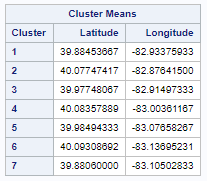 Cluster Means
Cluster Latitude Longitude
1 39.88453667 -82.93375933
2 40.07747417 -82.87641500
3 39.97748067 -82.91497333
4 40.08357889 -83.00361167
5 39.98494333 -83.07658267
6 40.09308692 -83.13695231
7 39.88060000 -83.10502833